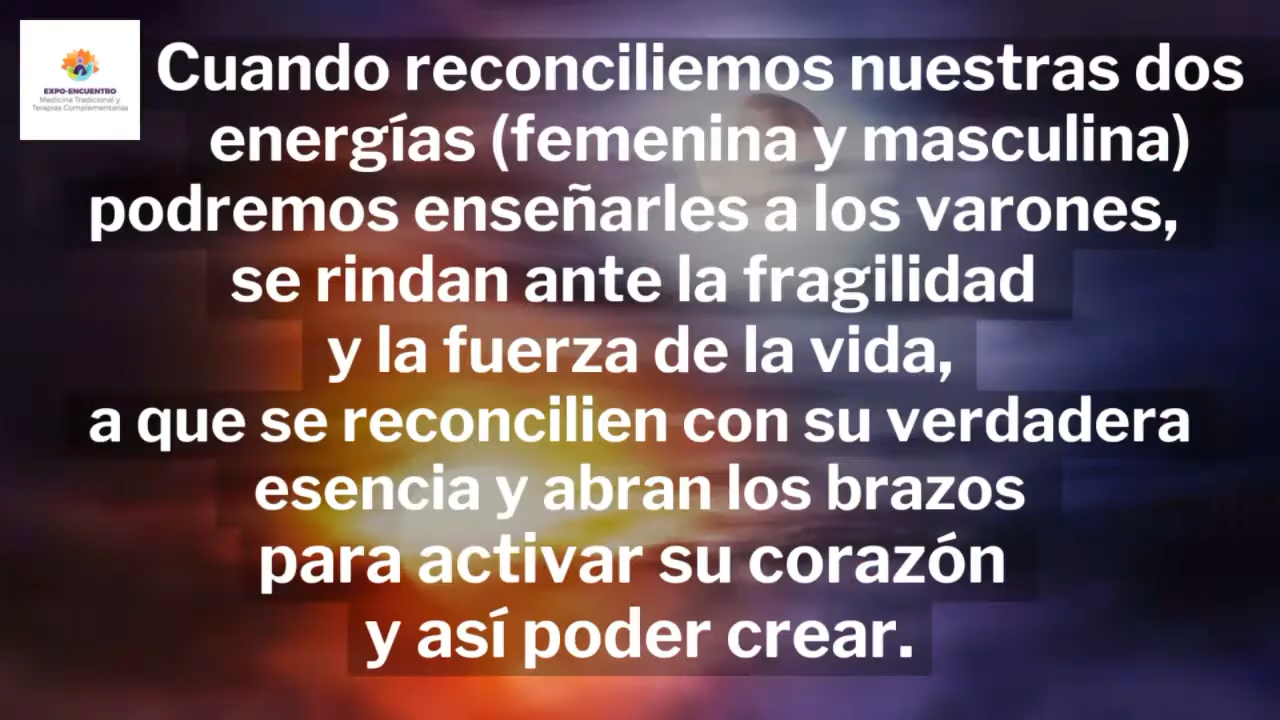 EXPO-ENCUENTRO
Medicina Tradicional y
Terapias Complementarias
Cuando reconciliemos nuestras dos
energías (femenina y masculina)
podremos enseñarles a los varones,
se rindan ante la fragilidad
y la fuerza de la vida,
a que se reconcilien con su verdadera
esencia y abran los brazos
para activar su corazón
y así poder crear.